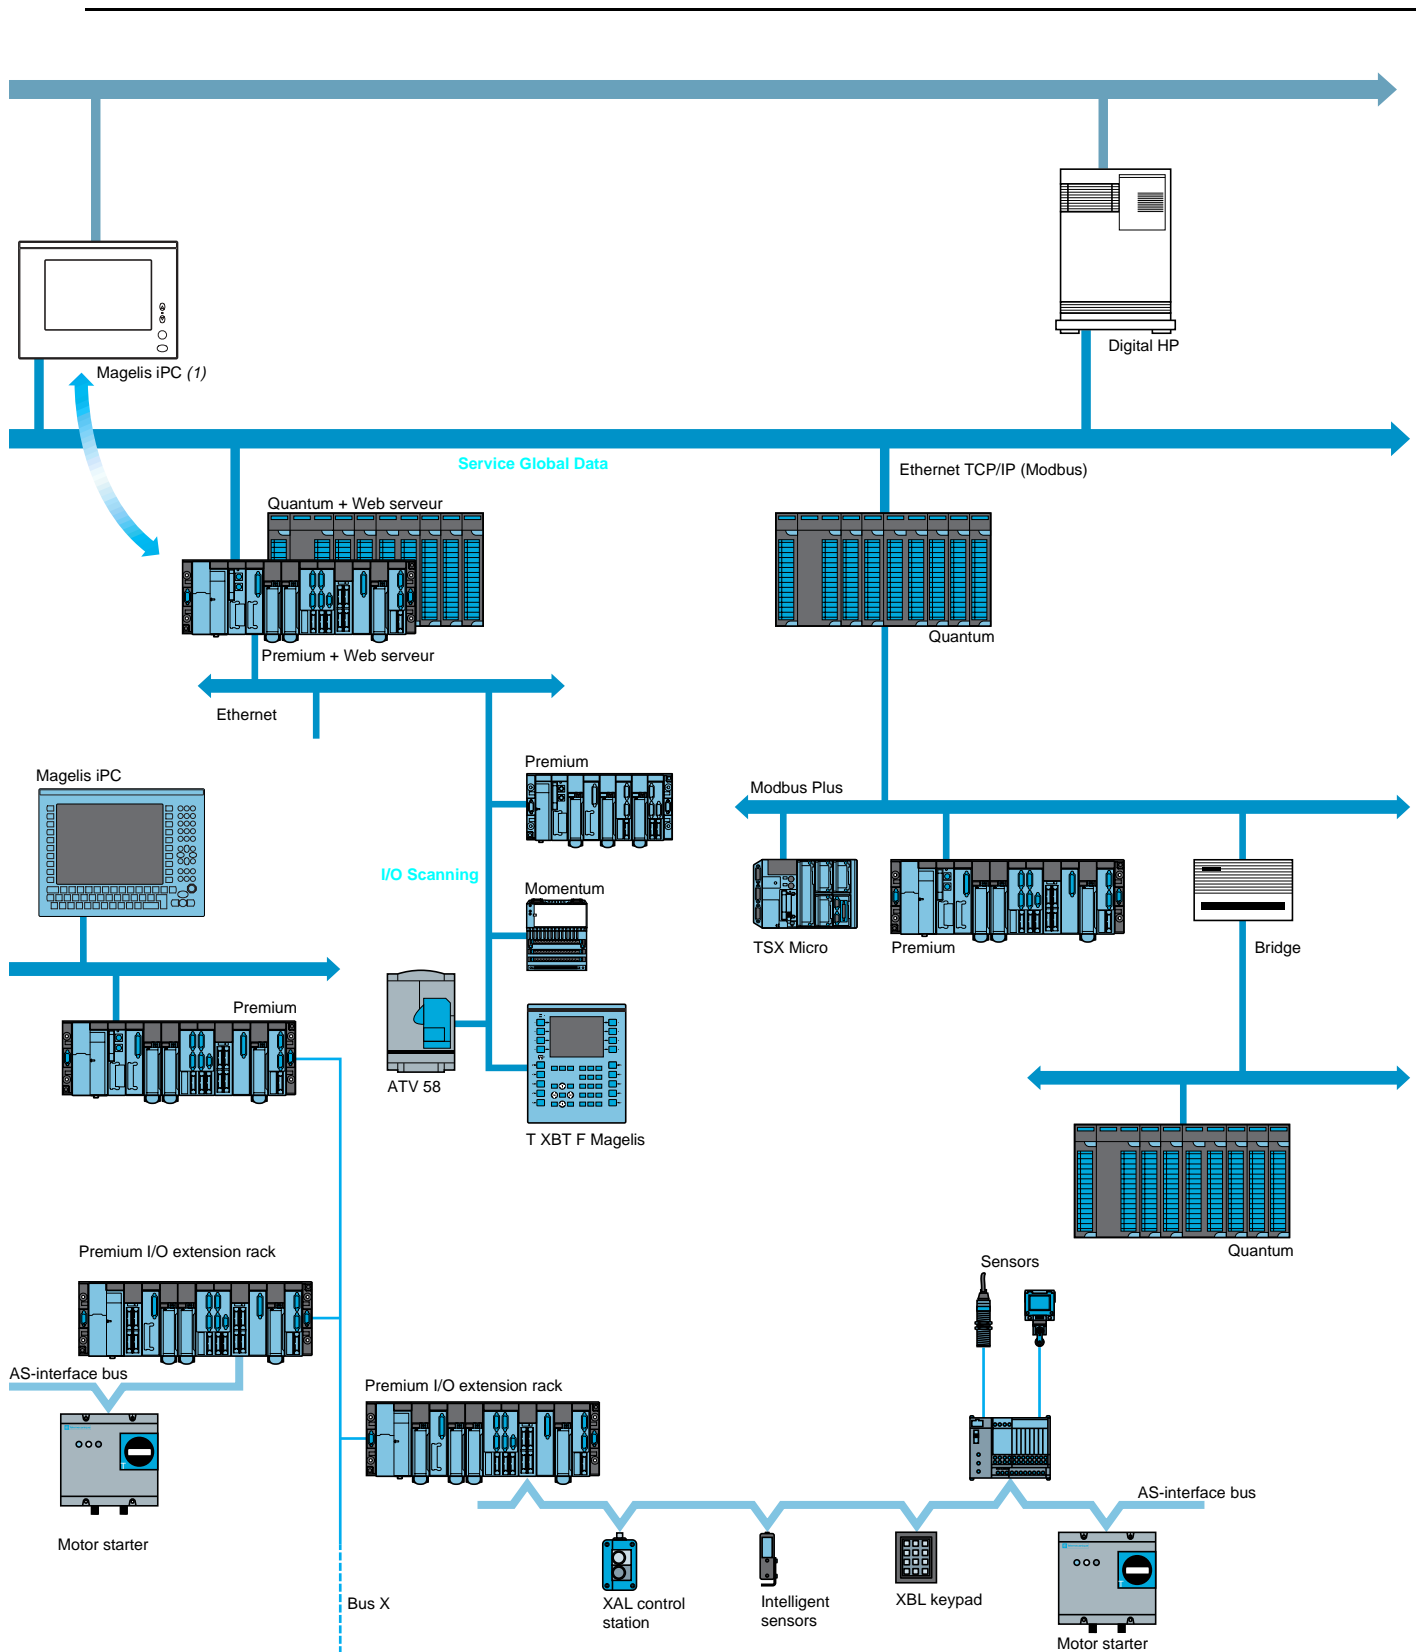 Magelis iPC (1)
Digital HP
Service Global Data
Ethernet TCP/IP (Modbus)
Quantum + Web serveur
Quantum
Premium + Web serveur
Ethernet
Premium
Magelis iPC
Modbus Plus
I/O Scanning
Momentum
TSX Micro
Premium
Bridge
Premium
ATV 58
T XBT F Magelis
Quantum
Premium I/O extension rack
Sensors
AS-interface bus
Premium I/O extension rack
AS-interface bus
Motor starter
Bus X
XAL control
station
Intelligent
sensors
XBL keypad
Motor starter